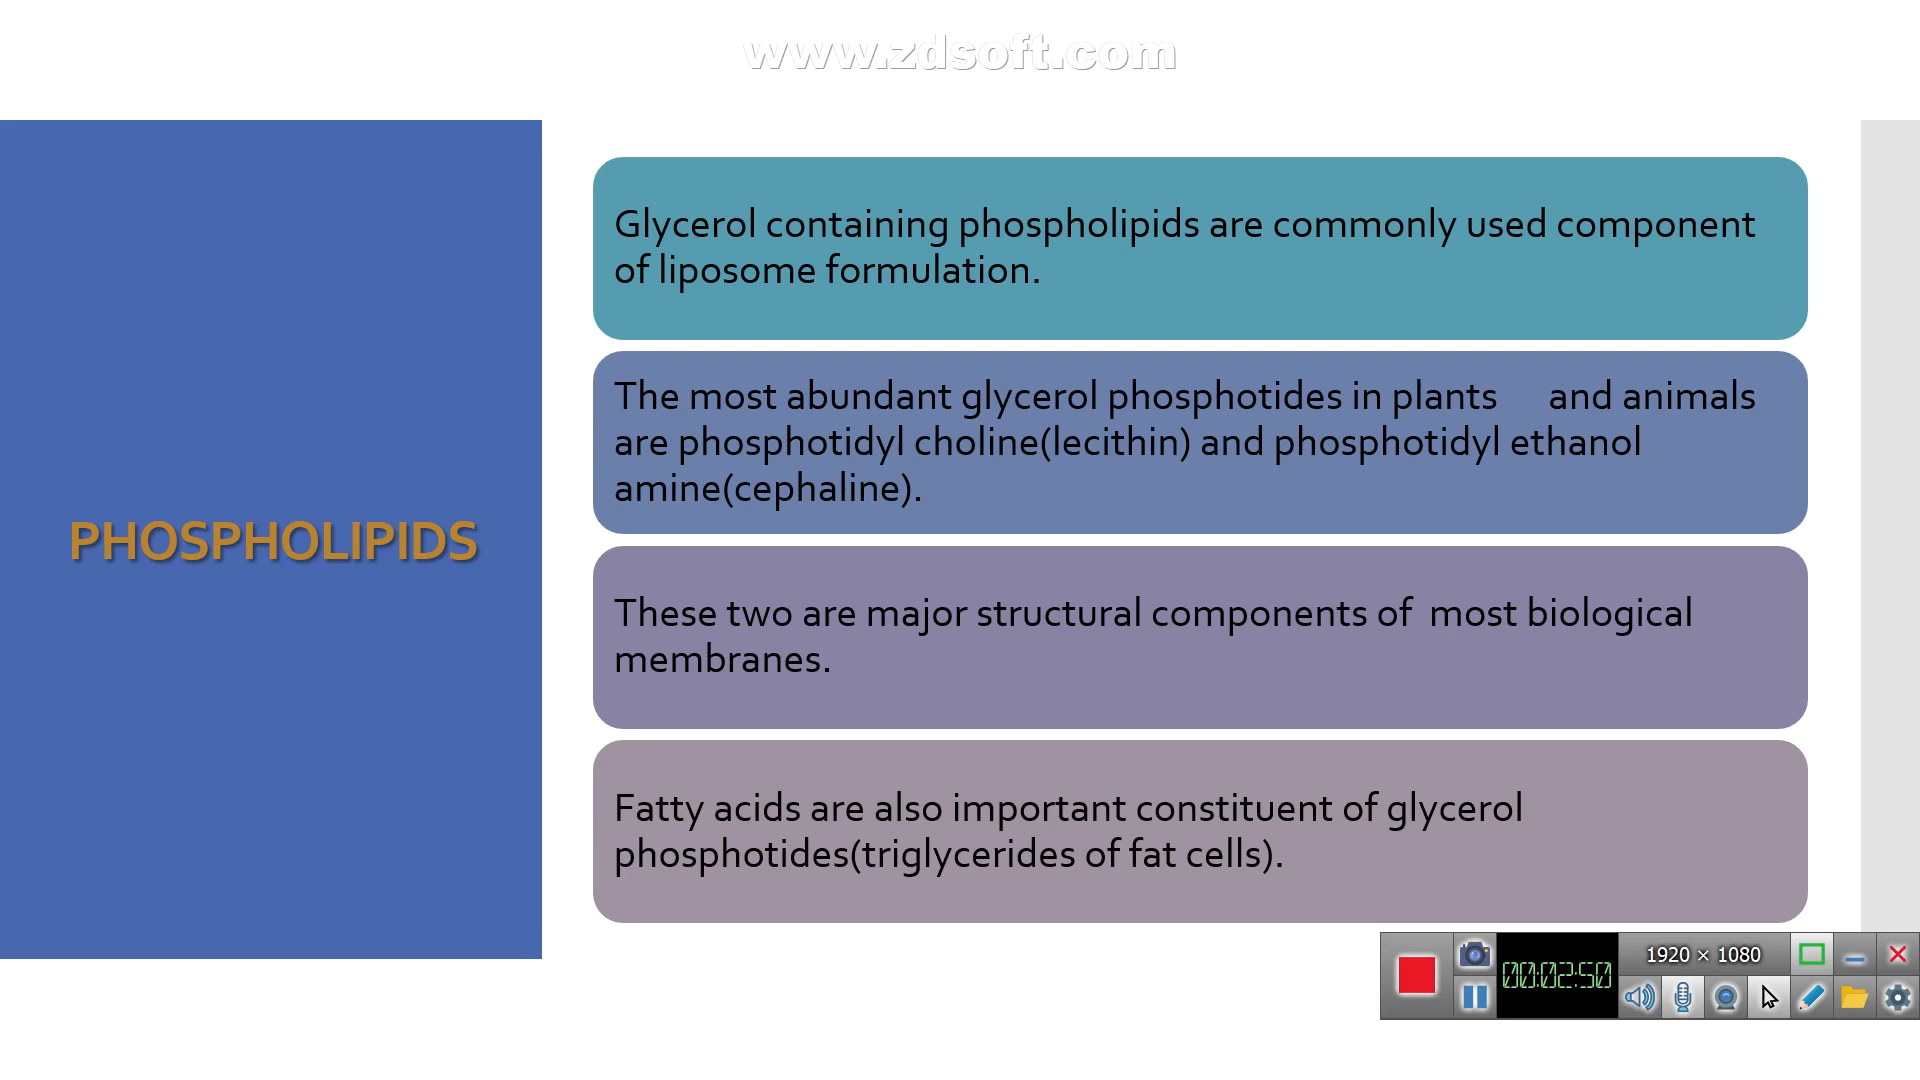 www.zdsoft.com
PHOSPHOLIPIDS
Glycerol containing phospholipids are commonly used component
of liposome formulation.
The most abundant glycerol phosphotides in plants and animals
are phosphotidyl choline(lecithin) and phosphotidyl ethanol
amine(cephaline).
These two are major structural components of most biological
membranes.
Fatty acids are also important constituent of glycerol
phosphotides(triglycerides of fat cells).
1920 × 1080
00:02:50